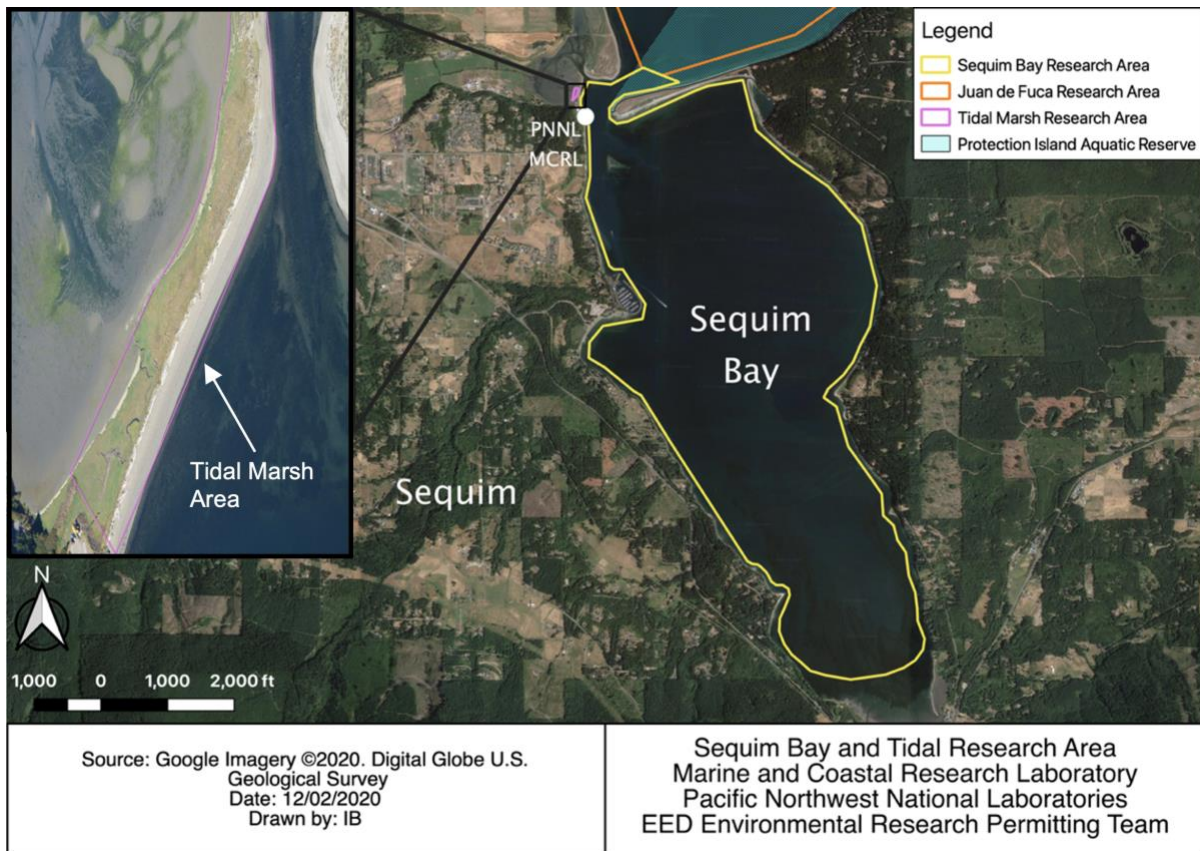 Legend
Sequim Bay Research Area
Juan de Fuca Research Area
Tidal Marsh Research Area
Protection Island Aquatic Reserve
PNNL
MCRL
Sequim
Bay
Tidal Marsh
Area
Sequim
N
1,000 0 1,000 2,000 ft
Source: Google Imagery ©2020. Digital Globe U.S.
Geological Survey
Date: 12/02/2020
Drawn by: IB
Sequim Bay and Tidal Research Area
Marine and Coastal Research Laboratory
Pacific Northwest National Laboratories
EED Environmental Research Permitting Team